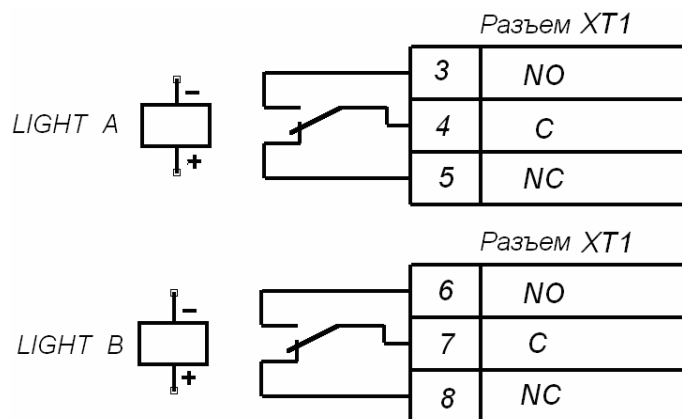 Разъем XT1
3 NO
LIGHT A
-
+
4 C
5 NC
Разъем XT1
6 NO
LIGHT B
-
+
7 C
8 NC